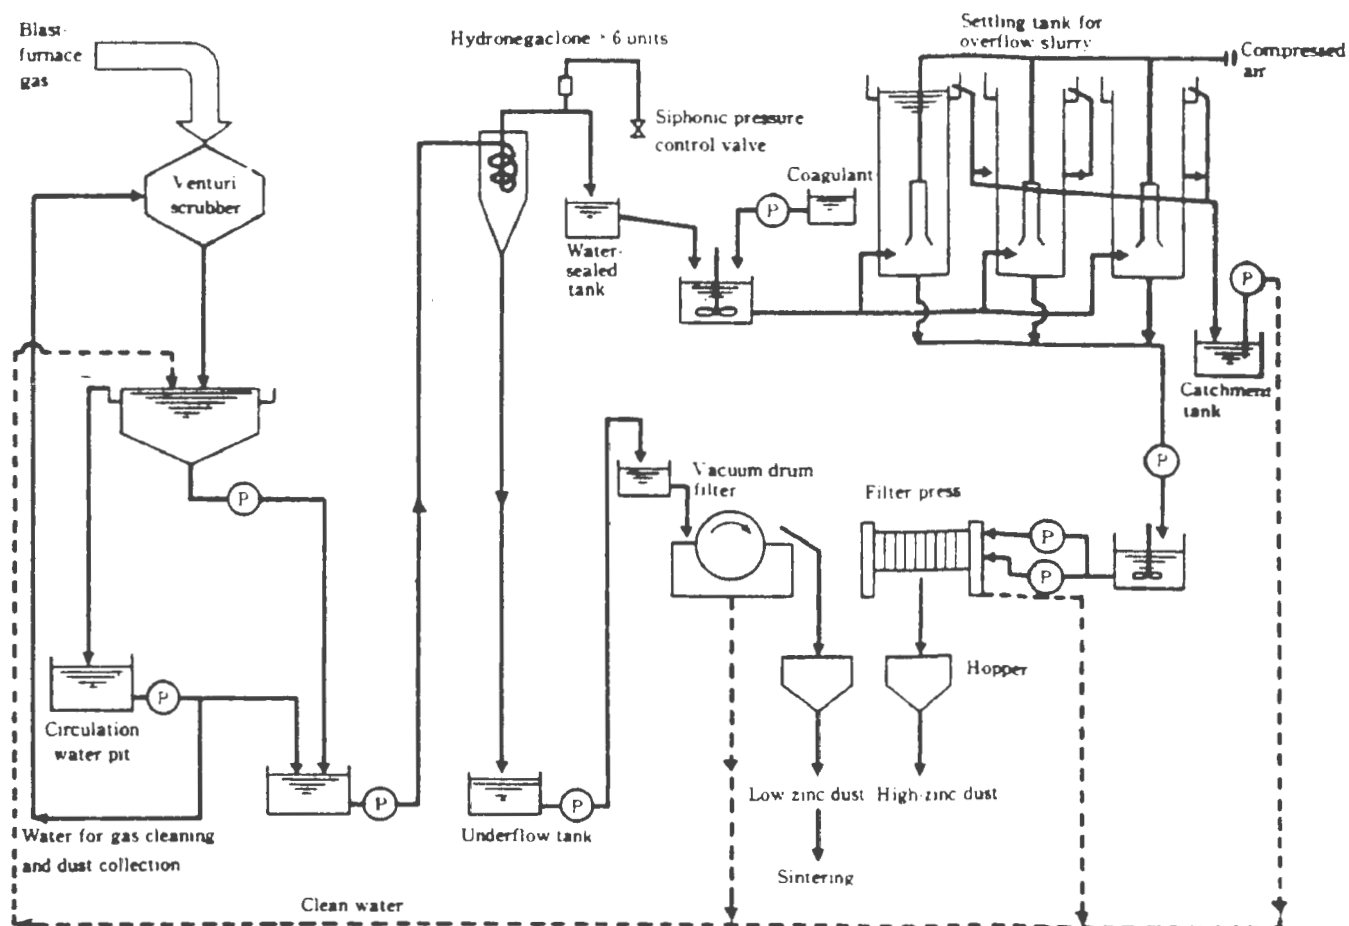 Blast-
furnace
gas
Venturi
scrubber
Hydronegaclone · 6 units
Siphonic pressure
control valve
Water-
sealed
tank
Coagulant
P
Settling tank for
overflow slurry
Compressed
air
P
Catchment
tank
P
P
Circulation
water pit
P
P
Water for gas cleaning
and dust collection
Underflow tank
P
Vacuum drum
filter
Filter press
P
P
Hopper
Low zinc dust
High-zinc dust
Sintering
Clean water